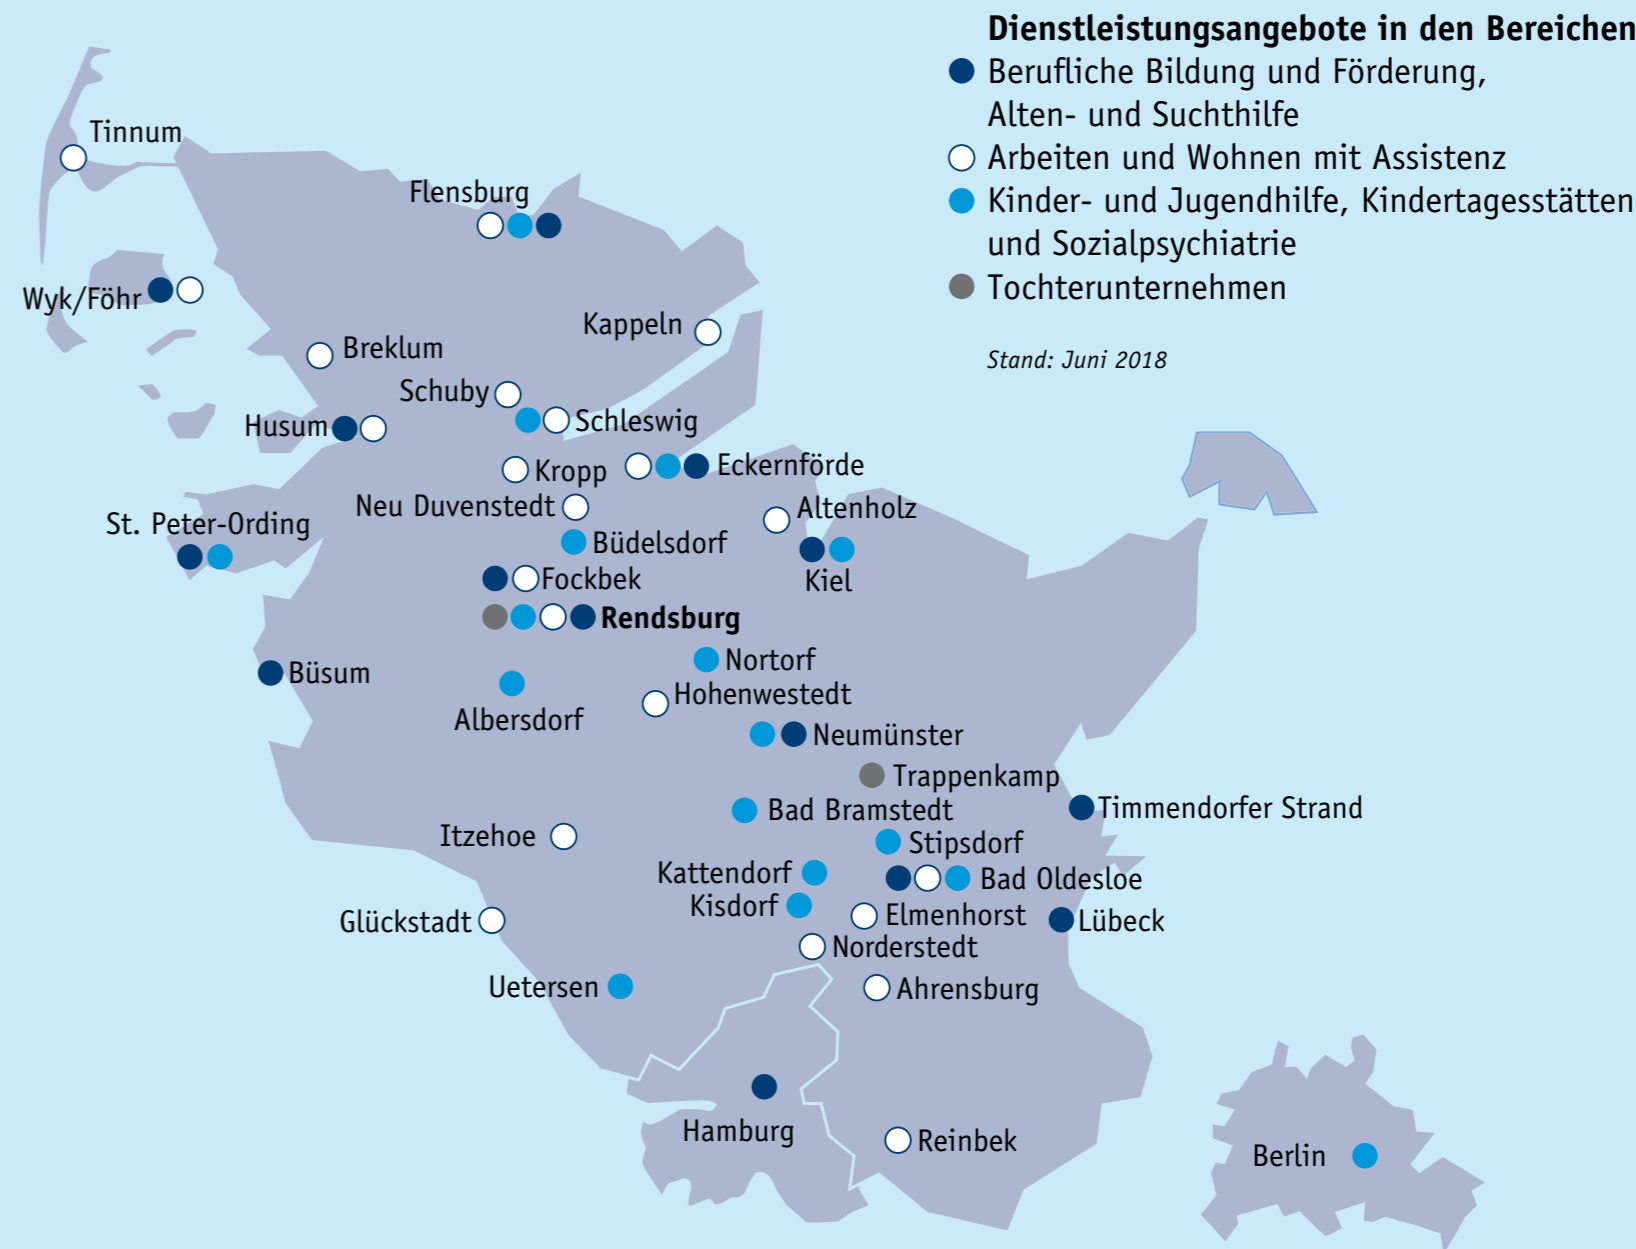 Dienstleistungsangebote in den Bereichen
Berufliche Bildung und Förderung,
Alten- und Suchthilfe
Arbeiten und Wohnen mit Assistenz
Kinder- und Jugendhilfe, Kindertagesstätten
und Sozialpsychiatrie
Tochterunternehmen
Stand: Juni 2018
Tinnum
Flensburg
Wyk/Föhr
Kappeln
Breklum
Schuby
Schleswig
Husum
Kropp
Eckernförde
Neu Duvenstedt
Altenholz
St. Peter-Ording
Büdelsdorf
Fockbek
Kiel
Rendsburg
Nortorf
Büsum
Hohenwestedt
Albersdorf
Neumünster
Trappenkamp
Bad Bramstedt
Timmendorfer Strand
Itzehoe
Stipsdorf
Kattendorf
Bad Oldesloe
Kisdorf
Elmenhorst
Lübeck
Glückstadt
Norderstedt
Uetersen
Ahrensburg
Hamburg
Reinbek
Berlin